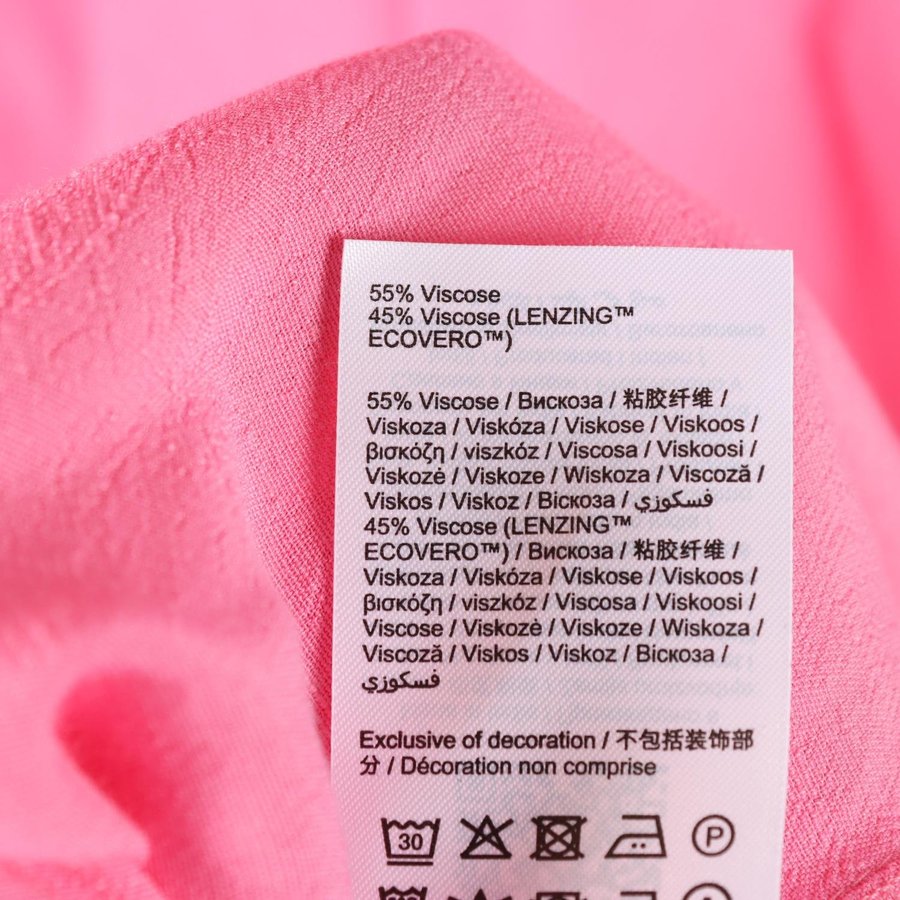 55% Viscose
45% Viscose (LENZING™
ECOVERO™)
55% Viscose / Вискоза / 粘胶纤维 /
Viskoza / Viskóza / Viskose / Viskoos /
βισκόζη / viszkóz / Viscosa / Viskoosi /
Viskozė / Viskoze / Wiskoza / Viscoză /
Viskos / Viskoz / Віскоза / فسكوزي
45% Viscose (LENZING™
ECOVERO™) / Вискоза / 粘胶纤维 /
Viskoza / Viskóza / Viskose / Viskoos /
βισκόζη / viszkóz / Viscosa / Viskoosi /
Viscose / Viskozė / Viskoze / Wiskoza /
Viscoză / Viskos / Viskoz / Віскоза /
فسكوزي
Exclusive of decoration / 不包括装饰部
分 / Décoration non comprise
30 P